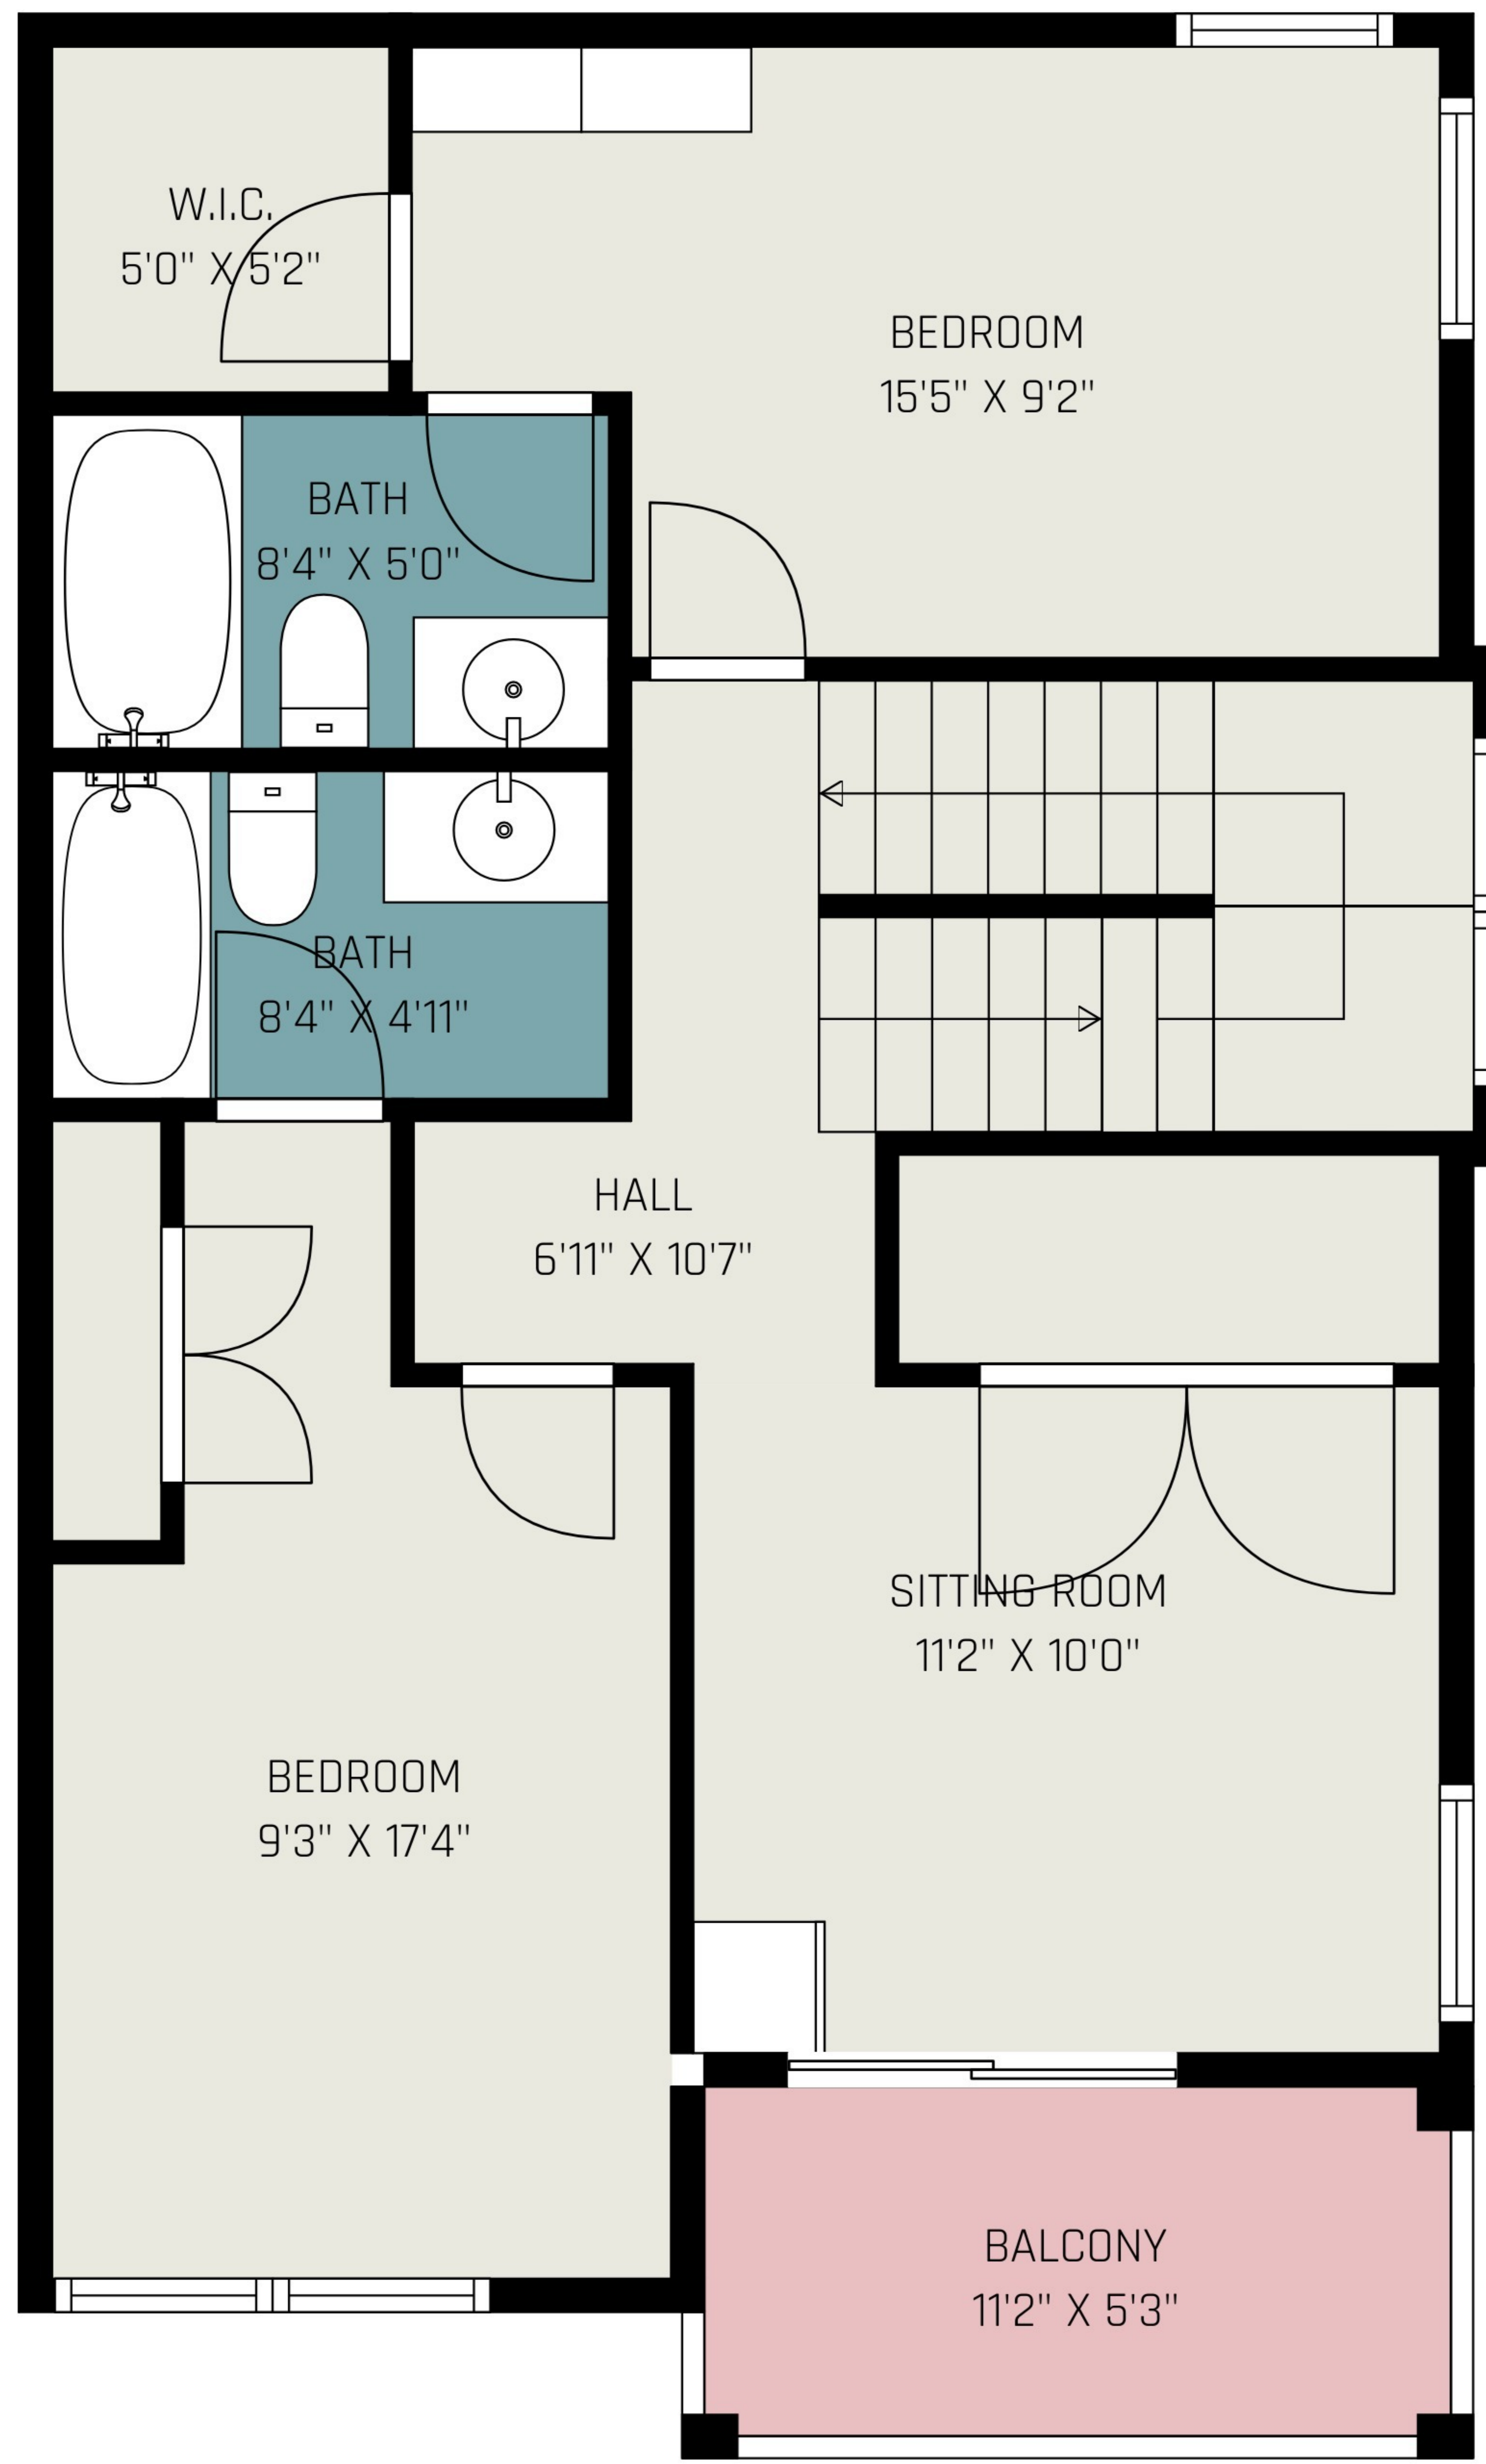 W.I.C.
5'0" X 5'2"
BEDROOM
15'5" X 9'2"
BATH
8'4" X 5'0"
BATH
8'4" X 4'11"
HALL
6'11" X 10'7"
SITTING ROOM
11'2" X 10'0"
BEDROOM
9'3" X 17'4"
BALCONY
11'2" X 5'3"